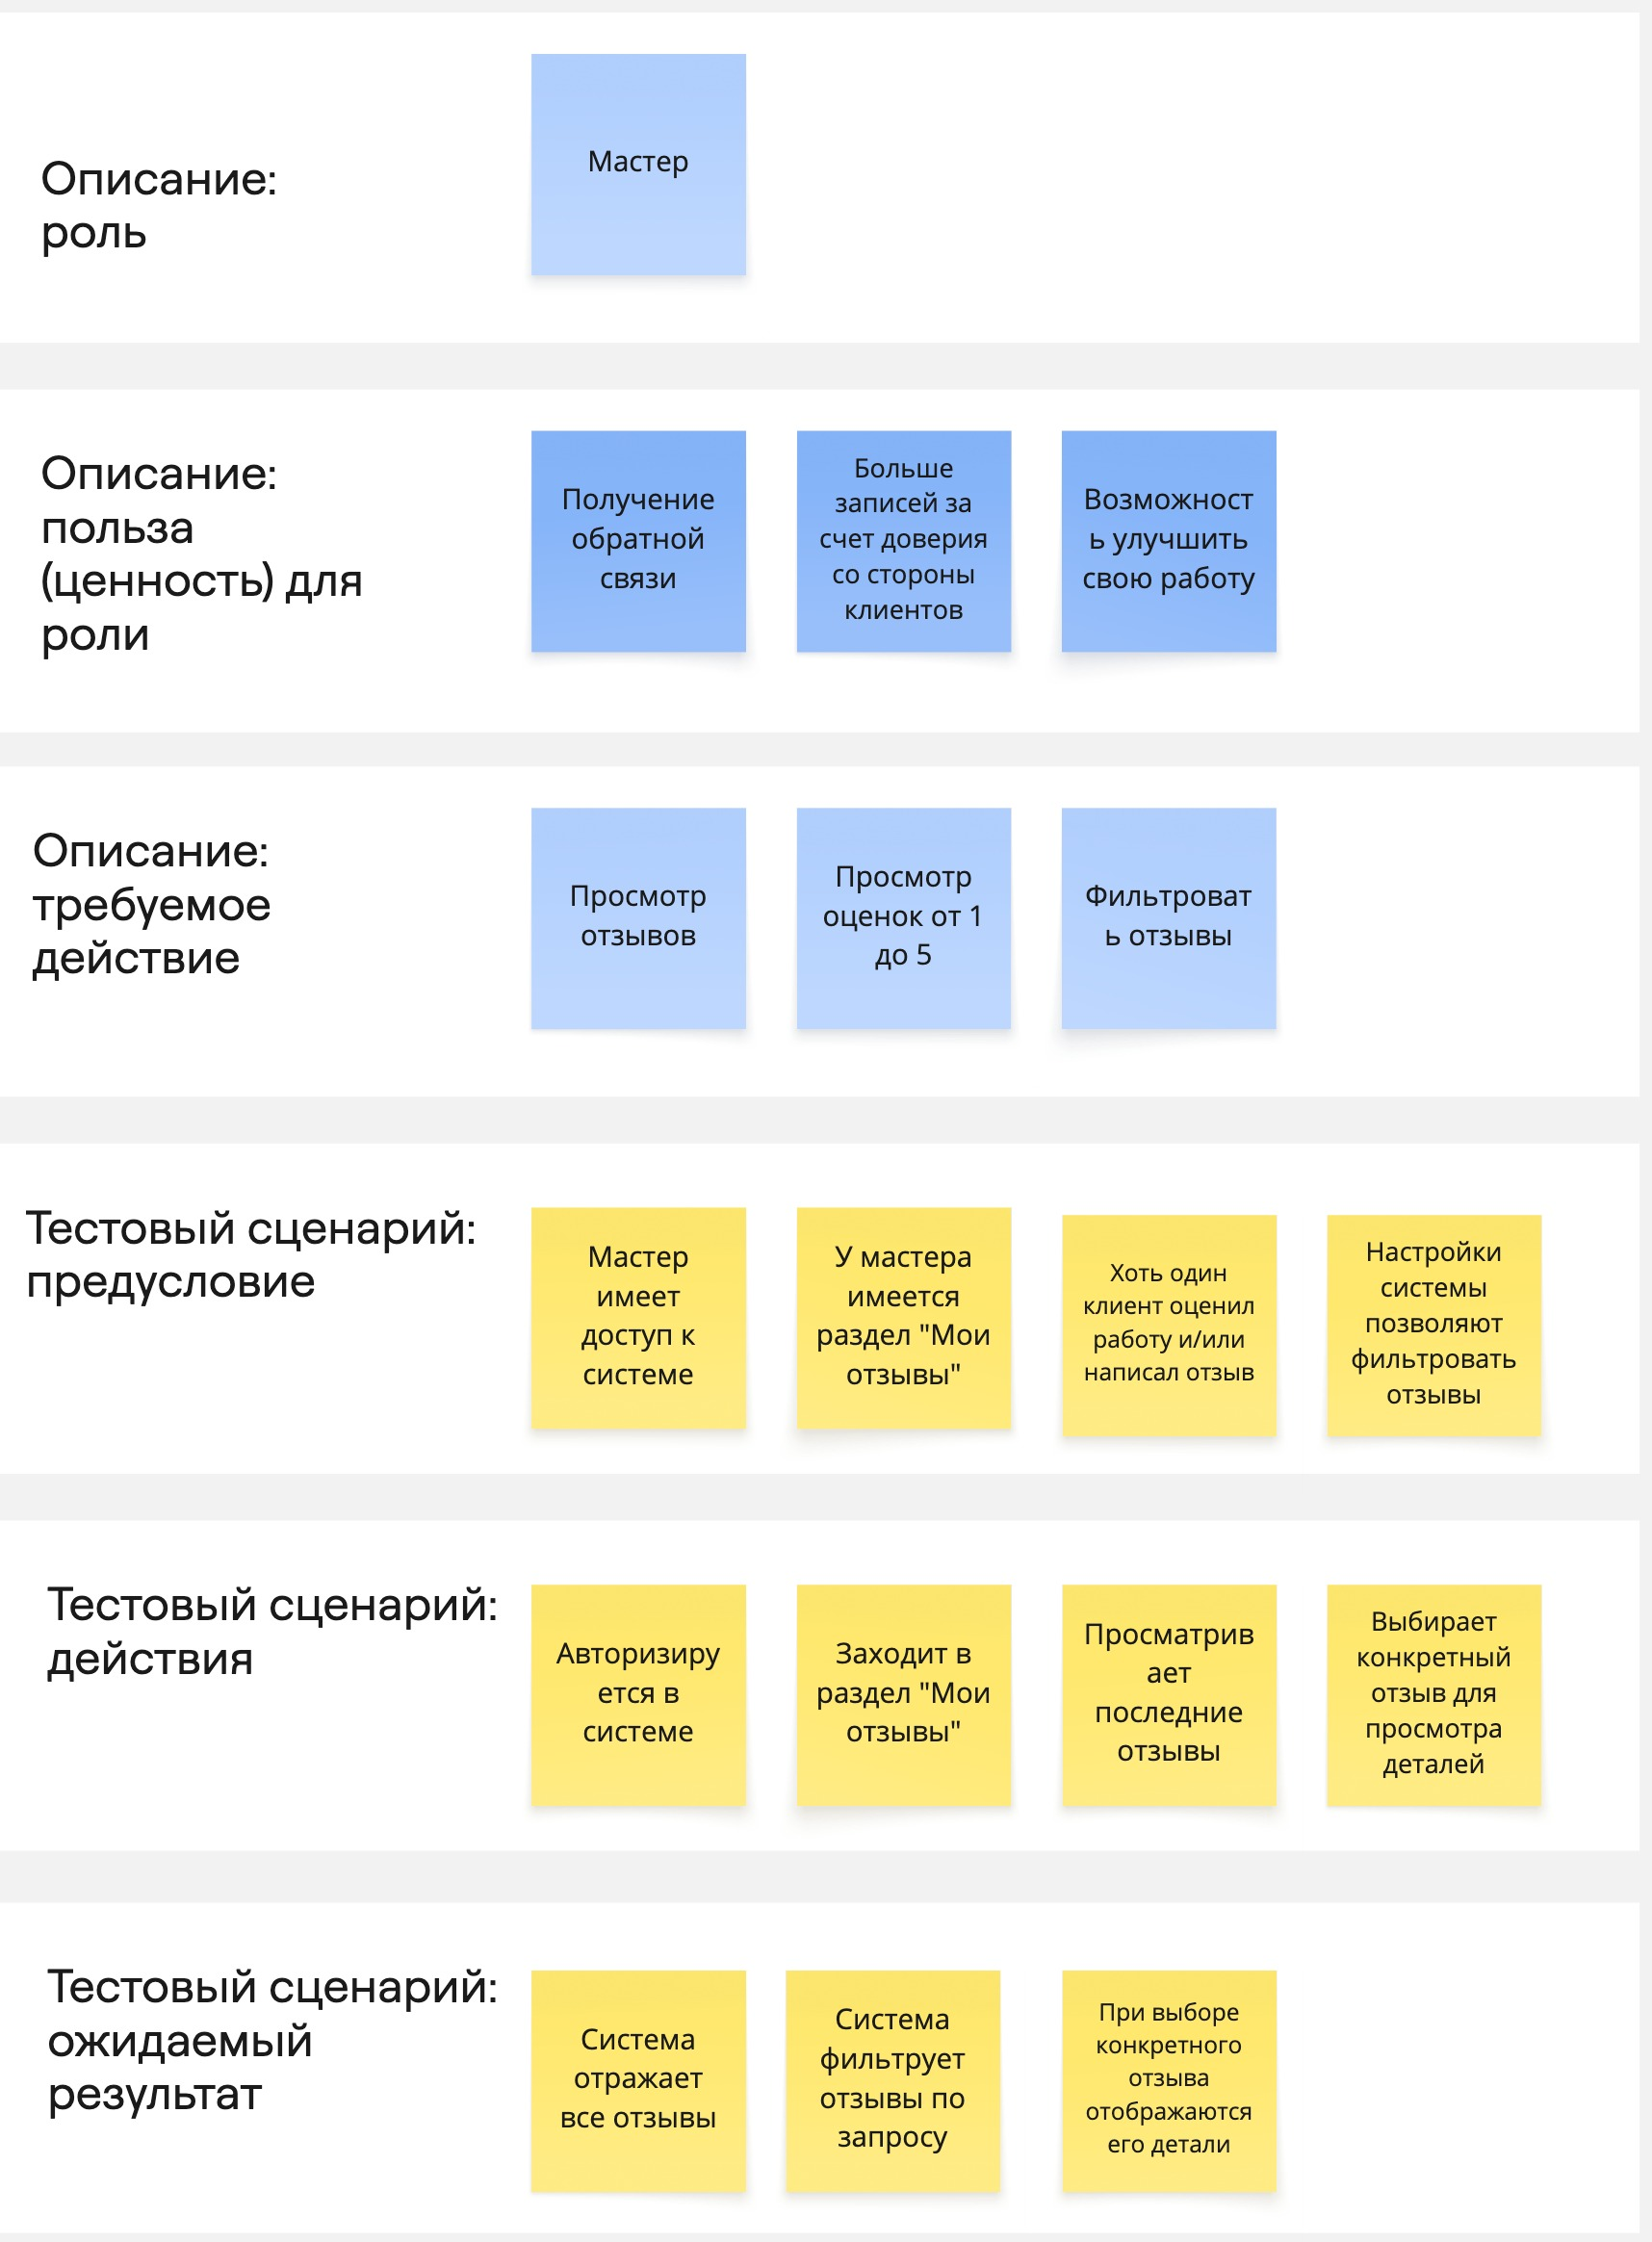 Описание:
роль
Мастер
Описание:
польза
(ценность) для
роли
Получение
обратной
связи
Больше
записей за
счет доверия
со стороны
клиентов
Возможност
ь улучшить
свою работу
Описание:
требуемое
действие
Просмотр
отзывов
Просмотр
оценок от 1
до 5
Фильтроват
ь отзывы
Тестовый сценарий:
предусловие
Мастер
имеет
доступ к
системе
У мастера
имеется
раздел "Мои
отзывы"
Хоть один
клиент оценил
работу и/или
написал отзыв
Настройки
системы
позволяют
фильтровать
отзывы
Тестовый сценарий:
действия
Авторизиру
ется в
системе
Заходит в
раздел "Мои
отзывы"
Просматрив
ает
последние
отзывы
Выбирает
конкретный
отзыв для
просмотра
деталей
Тестовый сценарий:
ожидаемый
результат
Система
отражает
все отзывы
Система
фильтрует
отзывы по
запросу
При выборе
конкретного
отзыва
отображаются
его детали